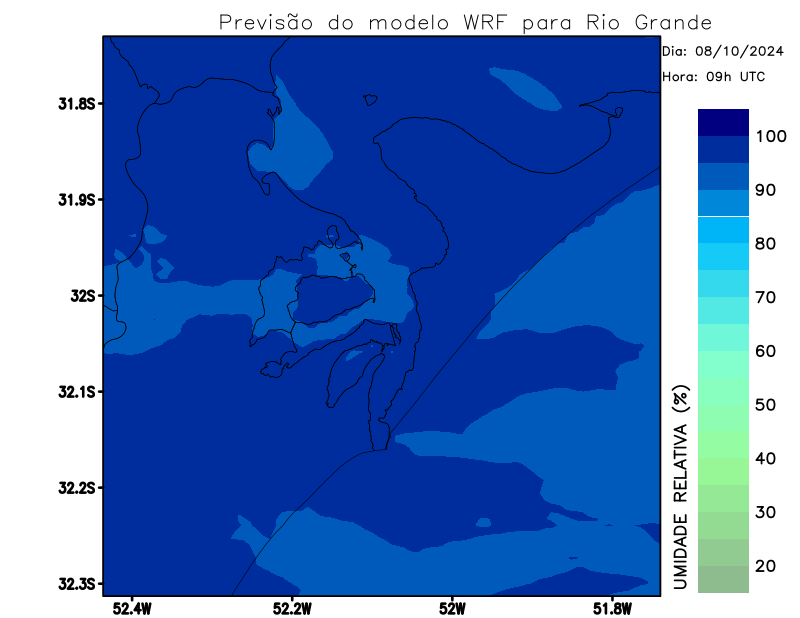 Previsão do modelo WRF para Rio Grande
Dia: 08/10/2024
Hora: 09h UTC
31.8S
31.9S
32S
32.1S
32.2S
32.3S
52.4W
52.2W
52W
51.8W
100
90
80
70
60
50
40
30
20
UMIDADE RELATIVA (%)